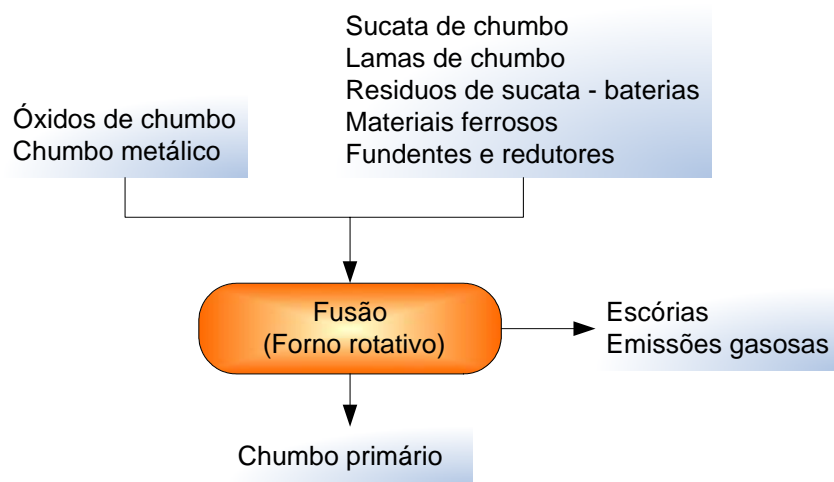 Sucata de chumbo
Lamas de chumbo
Residuos de sucata - baterias
Materiais ferrosos
Fundentes e redutores
Óxidos de chumbo
Chumbo metálico
Fusão
(Forno rotativo)
Escórias
Emissões gasosas
Chumbo primário